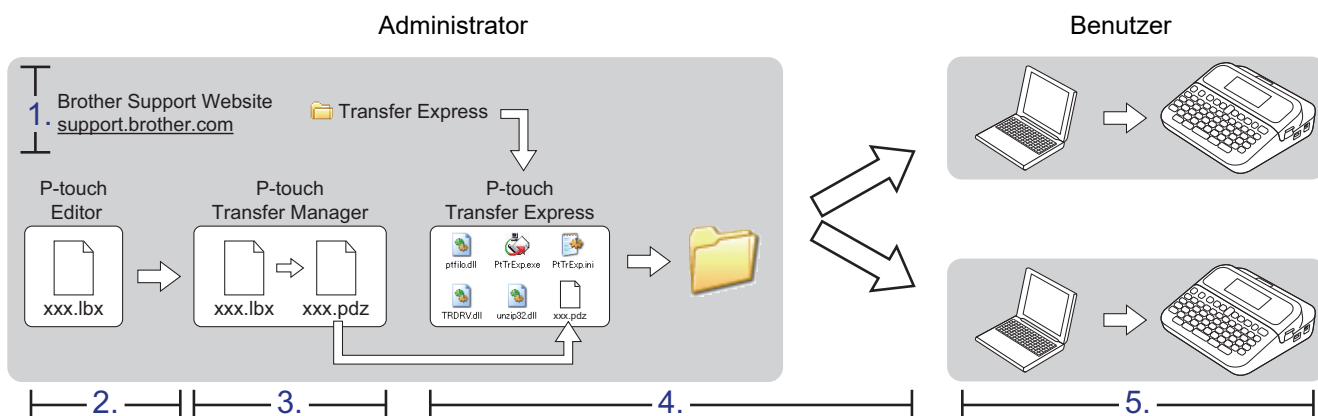 Administrator
Benutzer
1.
Brother Support Website
support.brother.com
Transfer Express
P-touch
Editor
xxx.lbx
P-touch
Transfer Manager
xxx.lbx
xxx.pdz
P-touch
Transfer Express
ptfilo.dll
PtTrExp.exe
PtTrExp.ini
TRDRV.dll
unzip32.dll
xxx.pdz
2.
3.
4.
5.